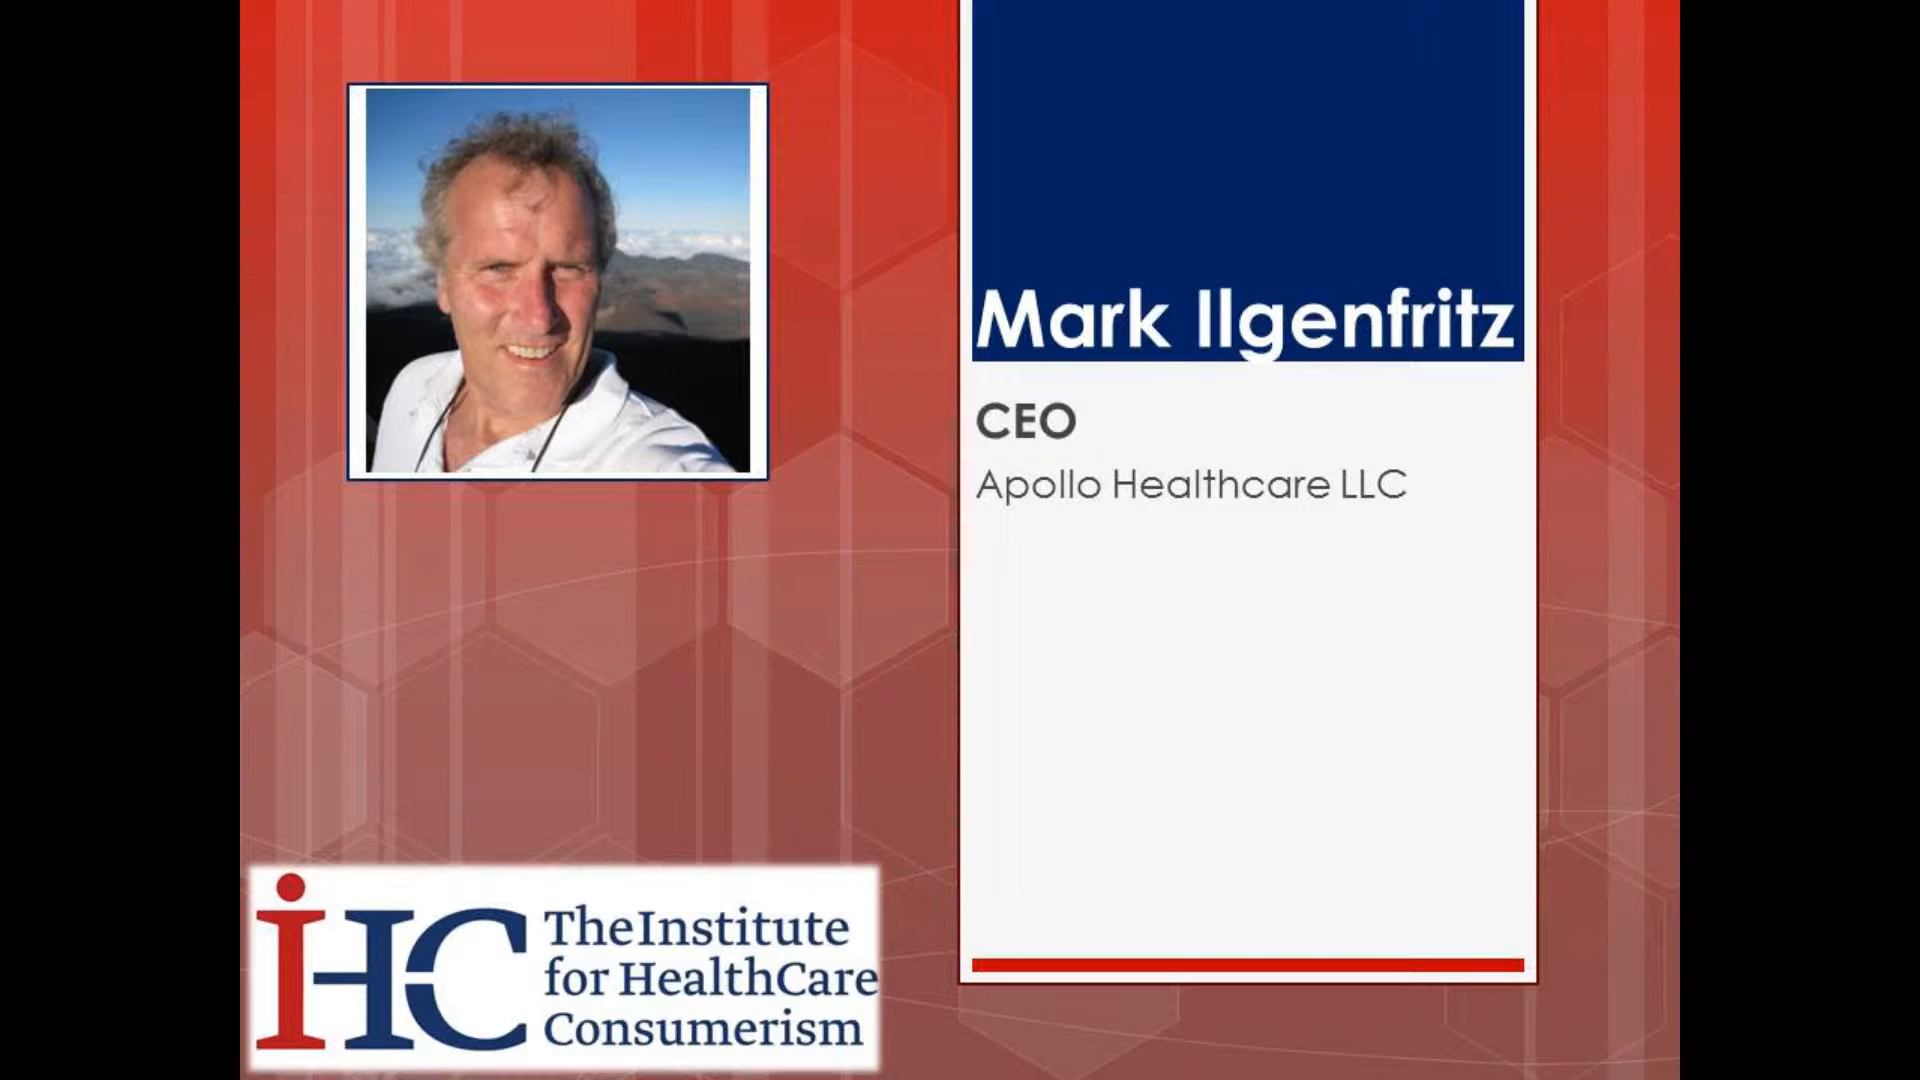 Mark Ilgenfritz
CEO
Apollo Healthcare LLC
iHC
The Institute
for HealthCare
Consumerism